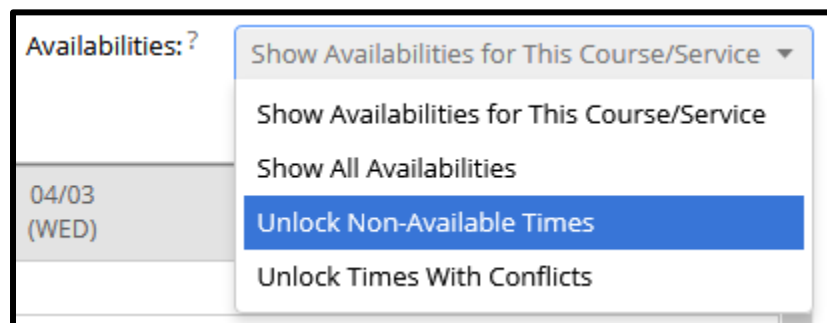 Availabilities: ?
Show Availabilities for This Course/Service
Show Availabilities for This Course/Service
Show All Availabilities
04/03
(WED)
Unlock Non-Available Times
Unlock Times With Conflicts